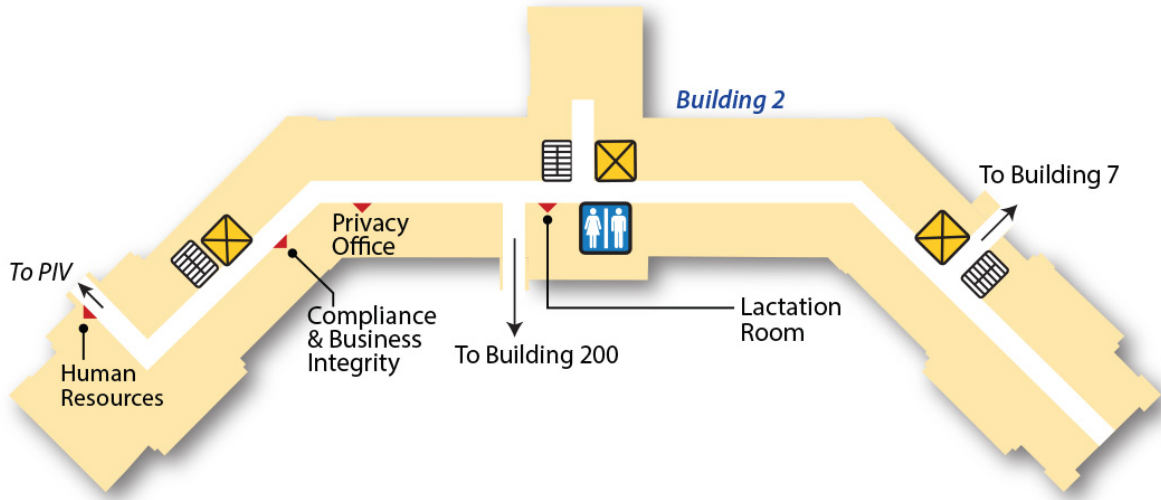 Building 2
To Building 7
Privacy
Office
To PIV
Compliance
& Business
Integrity
To Building 200
Lactation
Room
Human
Resources